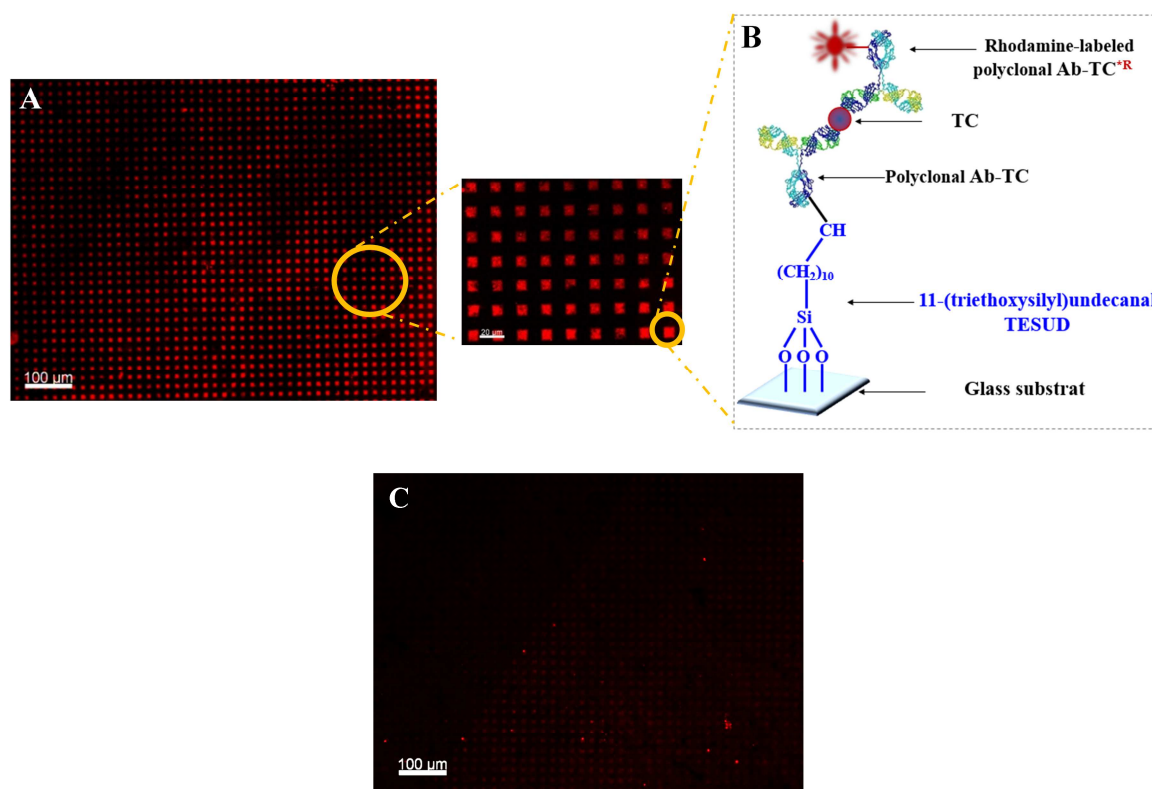 A
100 µm
20 µm
B
Rhodamine-labeled
polyclonal Ab-TC*R
TC
Polyclonal Ab-TC
CH
(CH2)10
Si
O O O
11-(triethoxysilyl)undecanal
TESUD
Glass substrat
C
100 µm